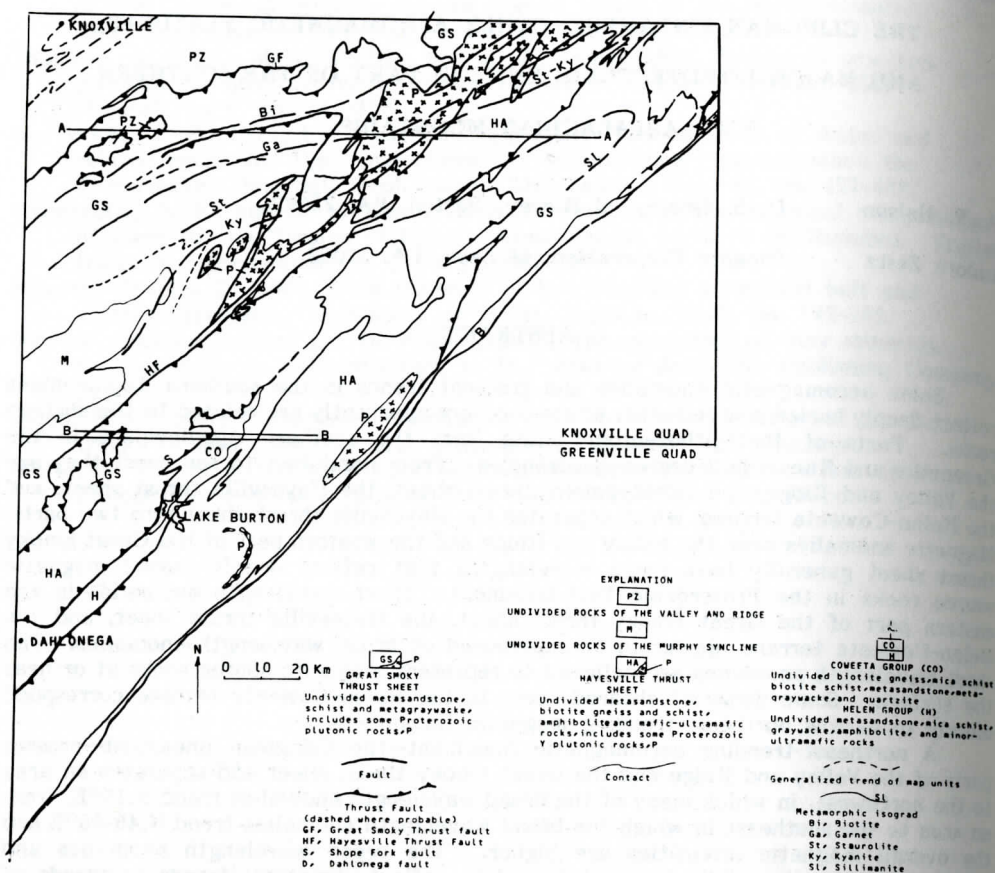 KNOXVILLE
PZ
GF
GS
P
HA
St Ky
Bi
A
PZ
HA
A
Ga
SL
GS
St
GS
Ky
P
M
HF
HA
B
P
B
B
KNOXVILLE QUAD
GREENVILLE QUAD
CO
S
GS
GS
LAKE BURTON
D
P
HA
H
DAHLONEGA
N
0 10 20 Km
EXPLANATION
PZ
UNDIVIDED ROCKS OF THE VALLEY AND RIDGE
M
UNDIVIDED ROCKS OF THE MURPHY SYNCLINE
GS P
GREAT SMOKY
THRUST SHEET
Undivided metasandstone,
schist and metagraywacke,
includes some Proterozoic
plutonic rocks,P
HA P
HAYESVILLE THRUST
SHEET
Undivided metasandstone,
biotite gneiss and schist,
amphibolite and mafic-ultramafic
rocks,includes some Proterozoic
plutonic rocks,P
CO
COWEETA GROUP (CO)
Undivided biotite gneiss,mica schist
biotite schist,metasandstone,meta-
graywacke,and quartzite
HELEN GROUP (H)
Undivided metasandstone,mica schist,
graywacke,amphibolite, and minor-
ultramafic rocks
Fault
Thrust Fault
(dashed where probable)
GF, Great Smoky Thrust fault
HF, Hayesville Thrust Fault
S, Shope Fork fault
D, Dahlonega fault
Contact
Generalized trend of map units
SL
Metamorphic isograd
Bi, Biotite
Ga, Garnet
St, Staurolite
Ky, Kyanite
SL, Sillimanite